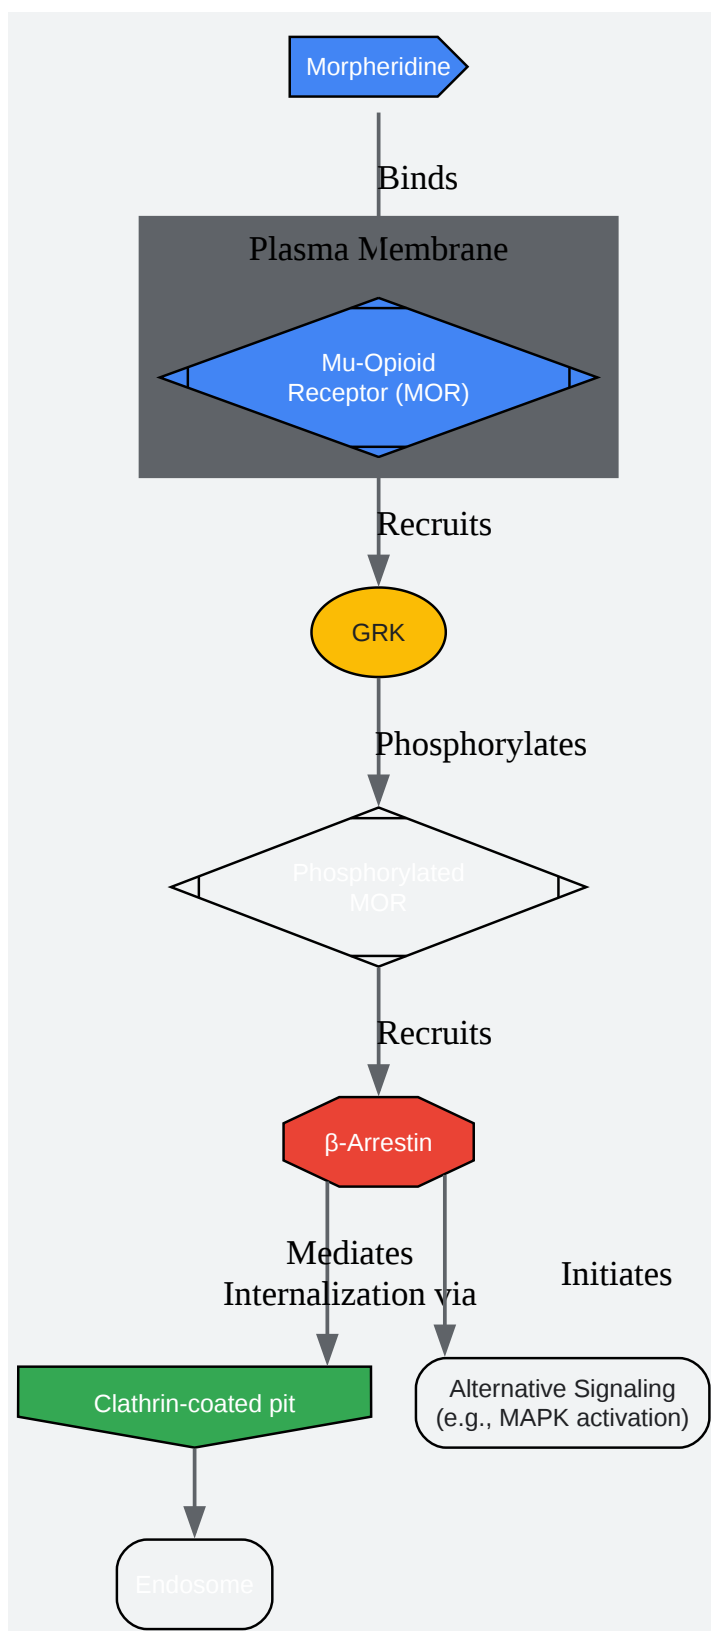 Morpheridine
Binds
Plasma Membrane
Mu-Opioid
Receptor (MOR)
Recruits
GRK
Phosphorylates
Phosphorylated
MOR
Recruits
β-Arrestin
Mediates
Internalization via
Initiates
Clathrin-coated pit
Alternative Signaling
(e.g., MAPK activation)
Endosome